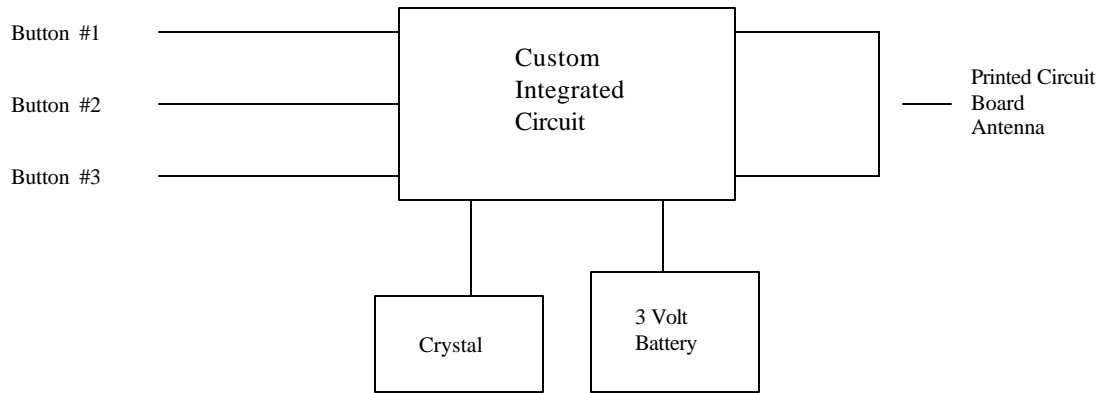 Button #1
Button #2
Button #3
Custom
Integrated
Circuit
Printed Circuit
Board
Antenna
Crystal
3 Volt
Battery